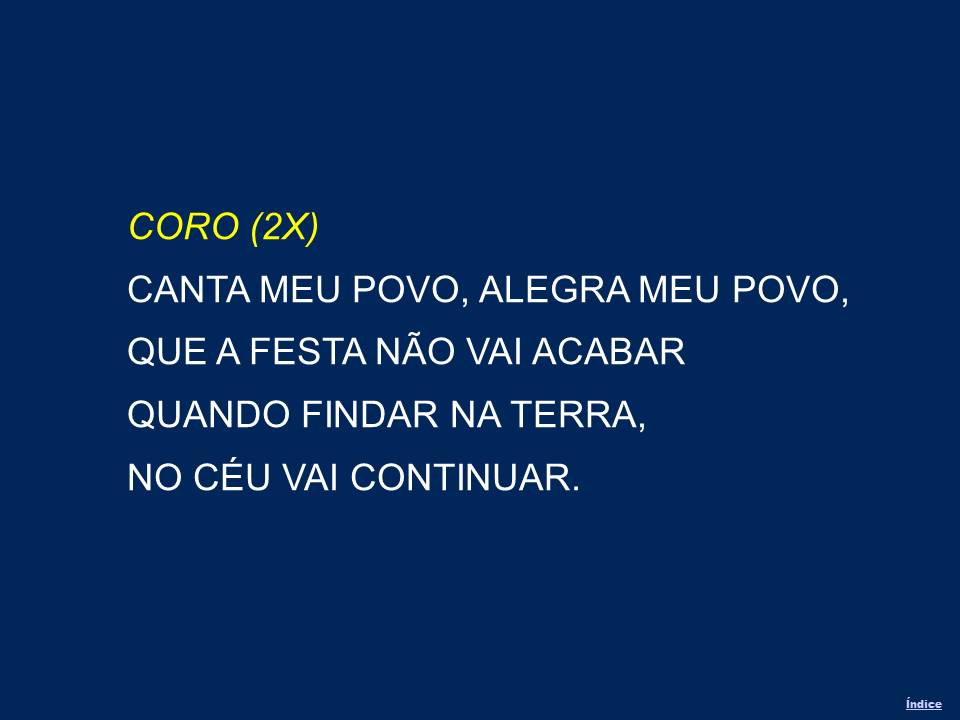 CORO (2X)
CANTA MEU POVO, ALEGRA MEU POVO,
QUE A FESTA NÃO VAI ACABAR
QUANDO FINDAR NA TERRA,
NO CÉU VAI CONTINUAR.
Índice